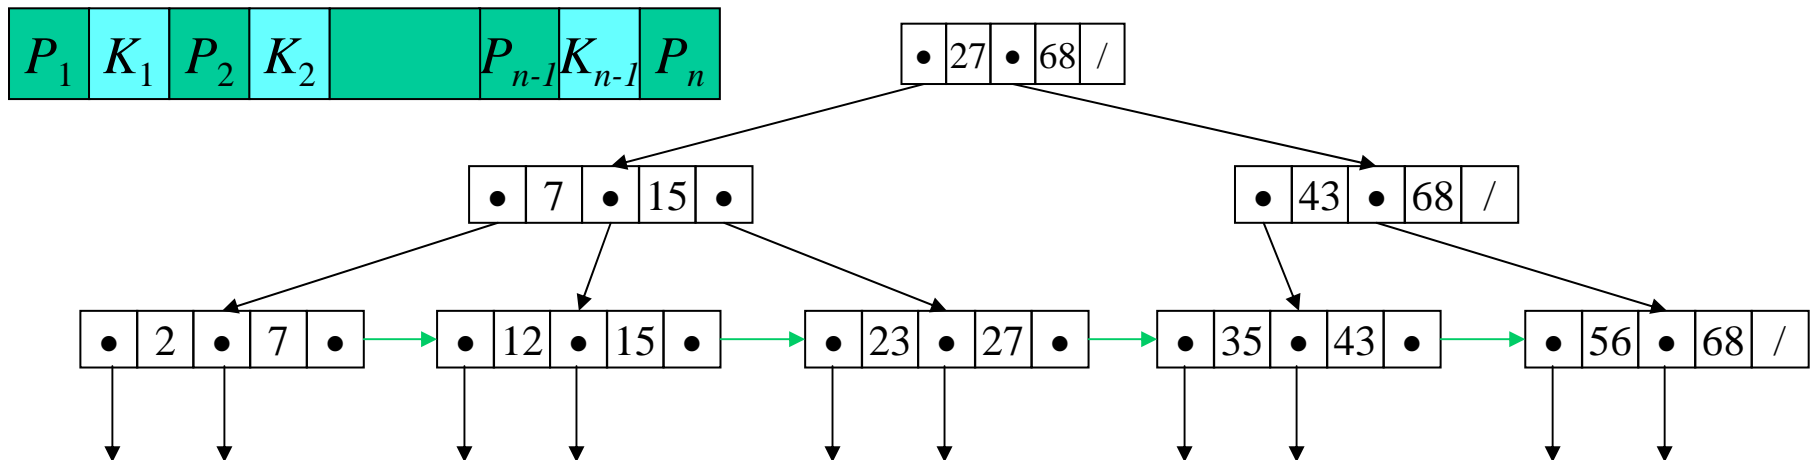 P1 K1 P2 K2 Pn-1 Kn-1 Pn
• 27 • 68 /
• 7 • 15 •
• 43 • 68 /
• 2 • 7 •
• 12 • 15 •
• 23 • 27 •
• 35 • 43 •
• 56 • 68 /